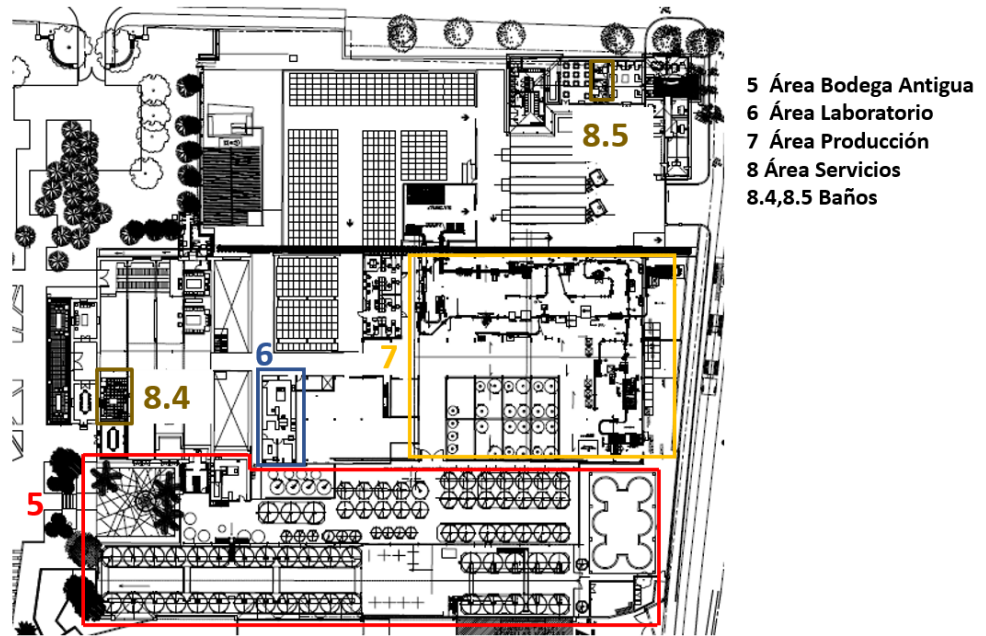 5 Área Bodega Antigua
6 Área Laboratorio
7 Área Producción
8 Área Servicios
8.4,8.5 Baños
8.5
6
7
8.4
5